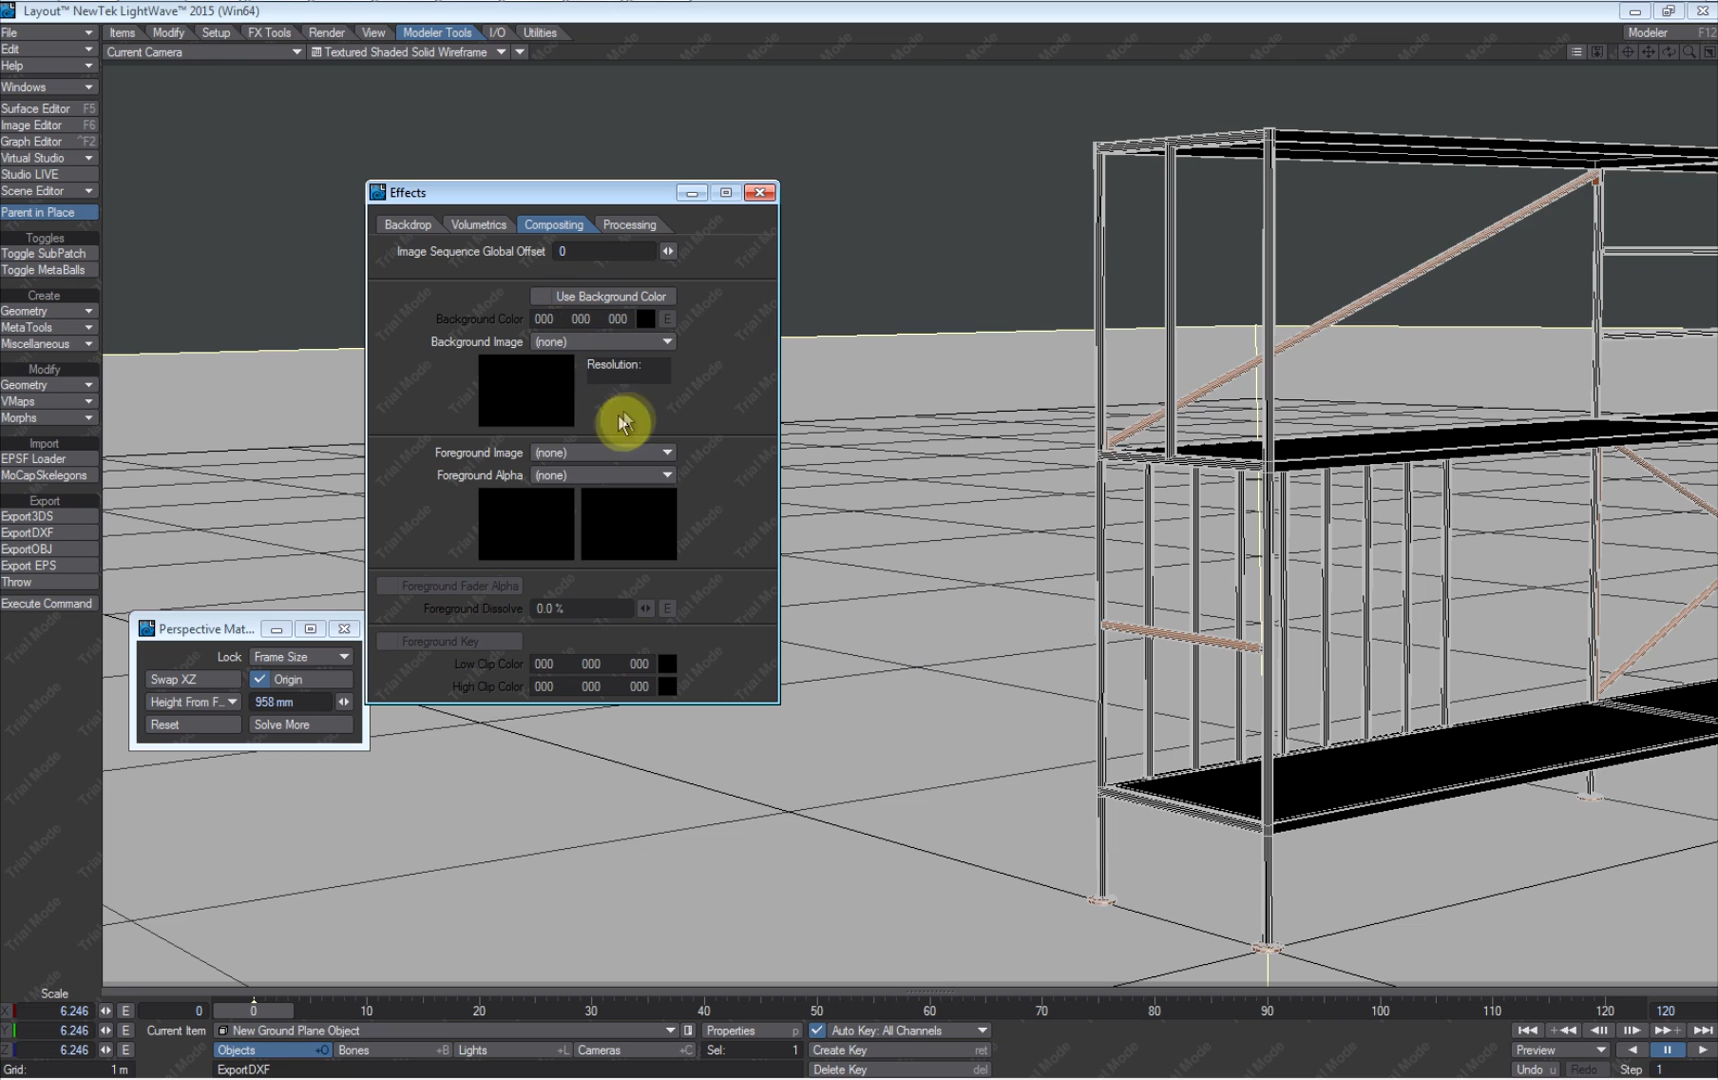 Layout™ NewTek LightWave™ 2015 (Win64)
File
Items
Modify
Setup
FX Tools
Render
View
Modeler Tools
I/O
Utilities
Modeler F12
Edit
Current Camera
Textured Shaded Solid Wireframe
Help
Windows
Surface Editor F5
Image Editor F6
Graph Editor ^F2
Virtual Studio
Studio LIVE
Scene Editor
Parent in Place
Toggles
Toggle SubPatch
Toggle MetaBalls
Create
Geometry
MetaTools
Miscellaneous
Modify
Geometry
VMaps
Morphs
Import
EPSF Loader
MoCapSkelegons
Export
Export3DS
ExportDXF
ExportOBJ
Export EPS
Throw
Execute Command
Effects
Backdrop
Volumetrics
Compositing
Processing
Image Sequence Global Offset 0
Use Background Color
Background Color 000 000 000 E
Background Image (none)
Resolution:
Foreground Image (none)
Foreground Alpha (none)
Foreground Fader Alpha
Foreground Dissolve 0.0 % E
Foreground Key
Low Clip Color 000 000 000
High Clip Color 000 000 000
Perspective Mat...
Lock Frame Size
Swap XZ
Origin
Height From F... 958 mm
Reset
Solve More
Trial Mode
Scale
X 6.246 E
Y 6.246 E
Z 6.246 E
Grid: 1 m
0
0 10 20 30 40 50 60 70 80 90 100 110 120
120
Current Item New Ground Plane Object
Properties p
Auto Key: All Channels
Objects +O
Bones +B
Lights +L
Cameras +C
Sel: 1
Create Key ret
Preview
ExportDXF
Delete Key del
Undo u
Redo
Step 1